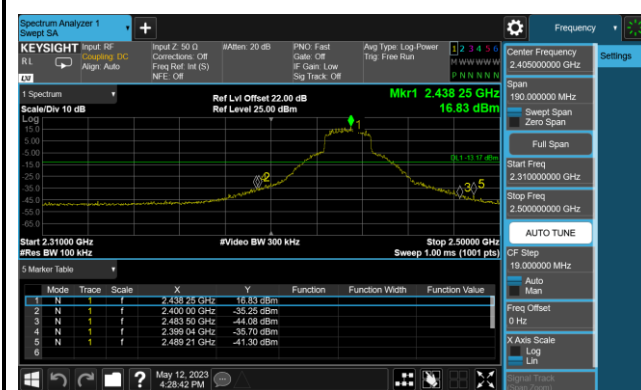 Spectrum Analyzer 1
Swept SA
+
Frequency
KEYSIGHT
RL
LXI
Input: RF
Coupling: DC
Align: Auto
Input Z: 50 Ω
Corrections: Off
Freq Ref: Int (S)
NFE: Off
#Atten: 20 dB
PNO: Fast
Gate: Off
IF Gain: Low
Sig Track: Off
Avg Type: Log-Power
Trig: Free Run
1 2 3 4 5 6
M W W W W W
P N N N N N
Center Frequency
2.405000000 GHz
Settings
Span
190.000000 MHz
Swept Span
Zero Span
Full Span
Start Freq
2.310000000 GHz
Stop Freq
2.500000000 GHz
AUTO TUNE
CF Step
19.000000 MHz
Auto
Man
Freq Offset
0 Hz
X Axis Scale
Log
Lin
Signal Track
(Span Zoom)
1 Spectrum
Scale/Div 10 dB
Log
Ref Lvl Offset 22.00 dB
Ref Level 25.00 dBm
Mkr1 2.438 25 GHz
16.83 dBm
15.0
5.00
-5.00
-15.0
-25.0
-35.0
-45.0
-55.0
-65.0
1
2
3
5
DL1 -13.17 dBm
Start 2.31000 GHz
#Res BW 100 kHz
#Video BW 300 kHz
Stop 2.50000 GHz
Sweep 1.00 ms (1001 pts)
5 Marker Table
Mode Trace Scale X Y Function Function Width Function Value
1 N 1 f 2.438 25 GHz 16.83 dBm
2 N 1 f 2.400 00 GHz -35.25 dBm
3 N 1 f 2.483 50 GHz -44.08 dBm
4 N 1 f 2.399 04 GHz -35.70 dBm
5 N 1 f 2.489 21 GHz -41.30 dBm
6
?
May 12, 2023
4:28:42 PM